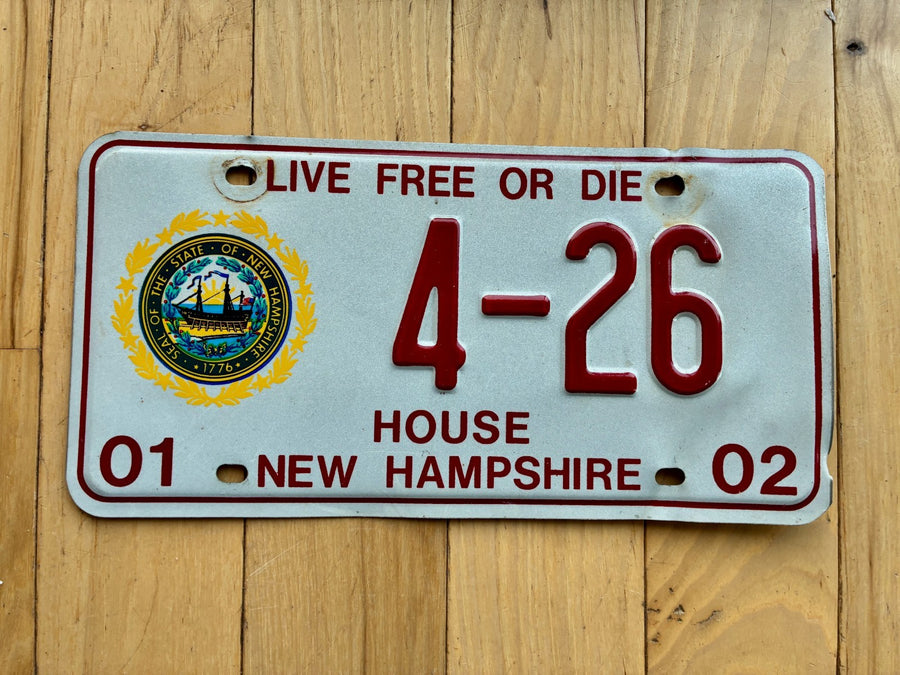 LIVE FREE OR DIE
SEAL · OF · THE · STATE · OF · NEW HAMPSHIRE
· 1776 ·
4-26
HOUSE
01 NEW HAMPSHIRE 02